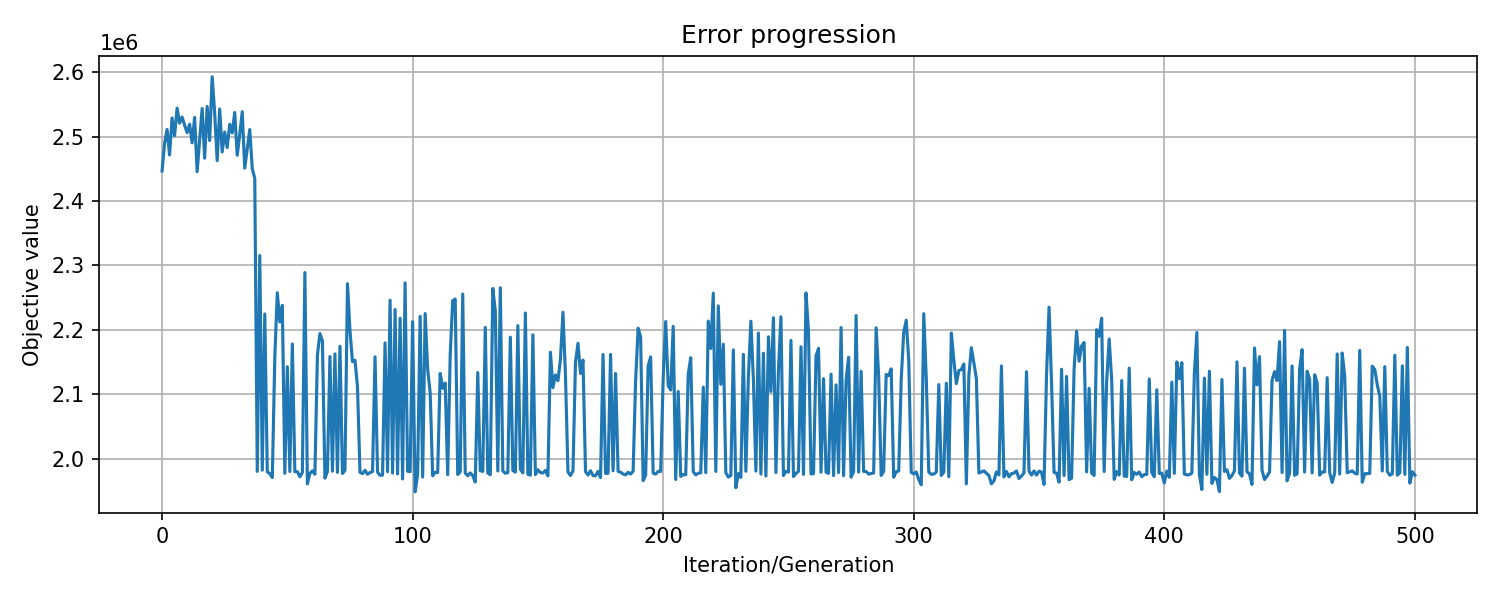 Error progression
1e6
2.6
2.5
2.4
2.3
2.2
2.1
2.0
Objective value
0 100 200 300 400 500
Iteration/Generation